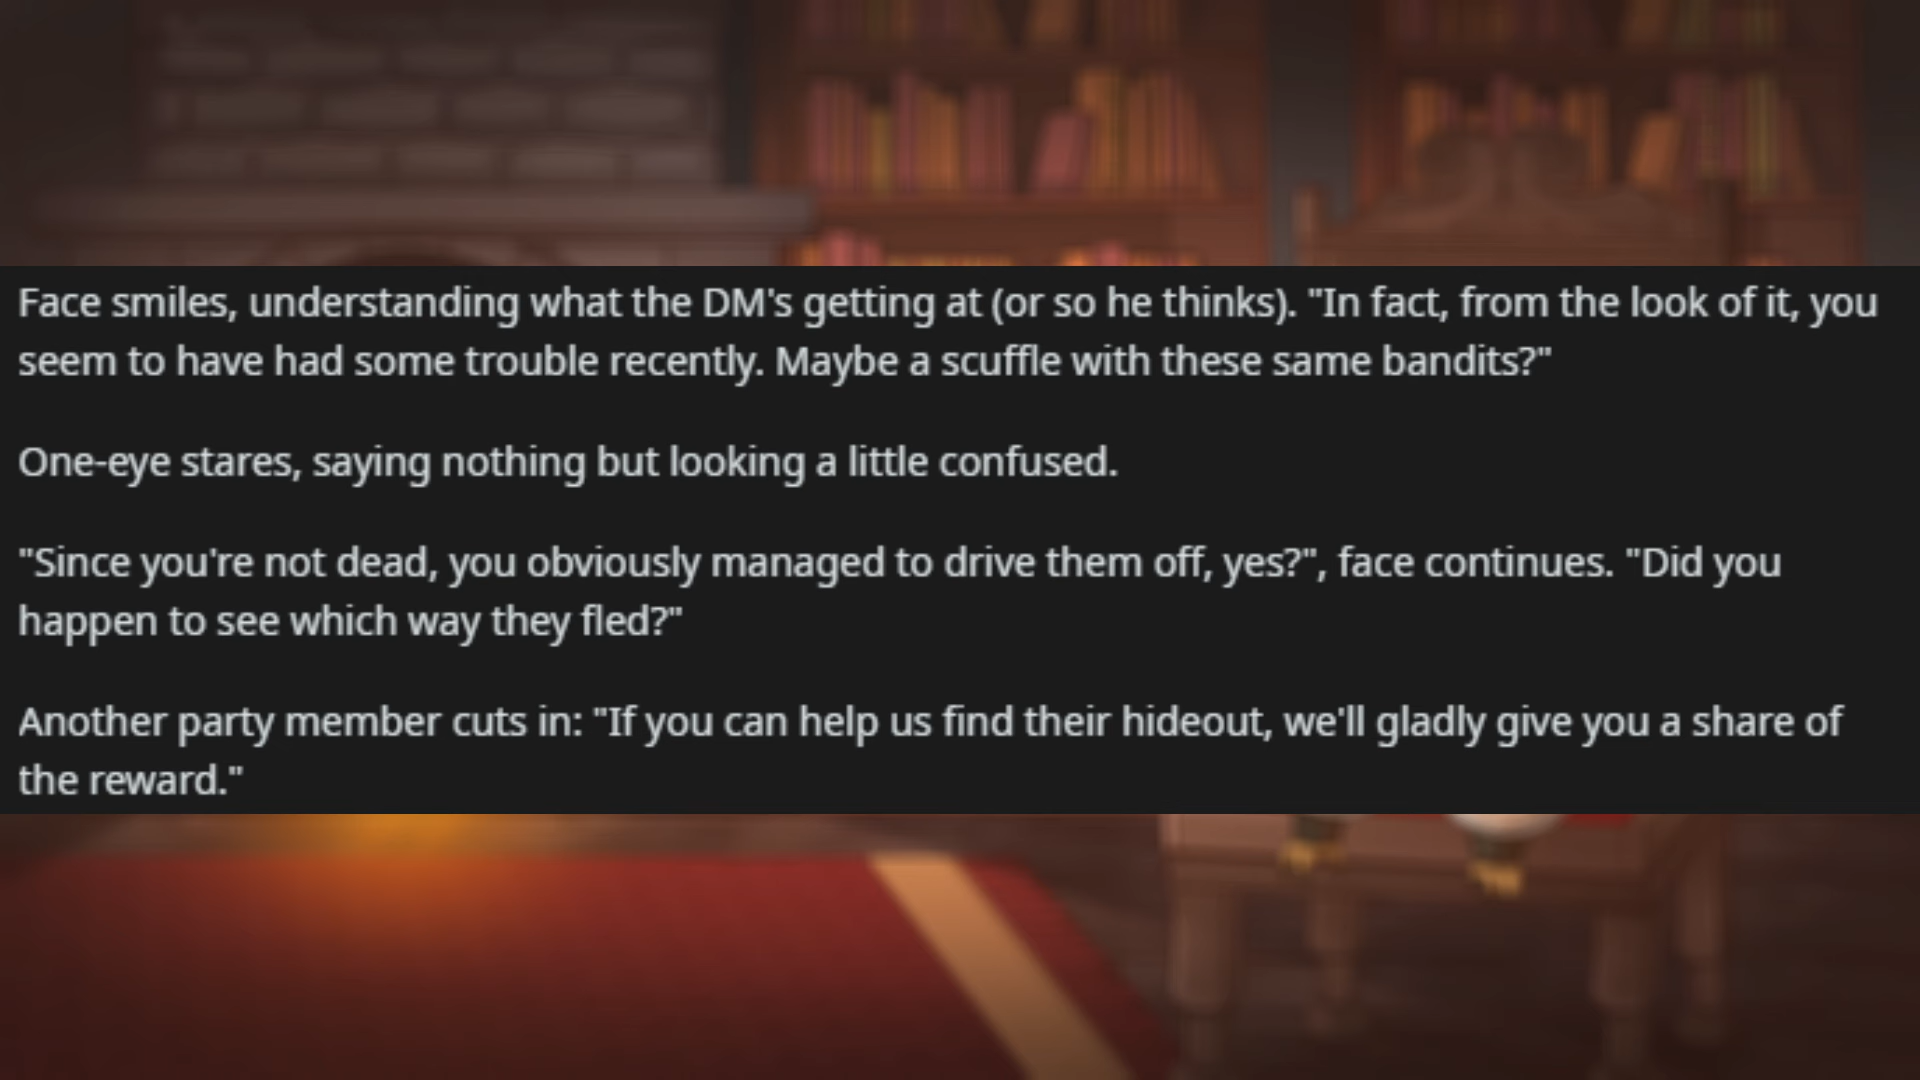 Face smiles, understanding what the DM's getting at (or so he thinks). "In fact, from the look of it, you
seem to have had some trouble recently. Maybe a scuffle with these same bandits?"
One-eye stares, saying nothing but looking a little confused.
"Since you're not dead, you obviously managed to drive them off, yes?", face continues. "Did you
happen to see which way they fled?"
Another party member cuts in: "If you can help us find their hideout, we'll gladly give you a share of
the reward."